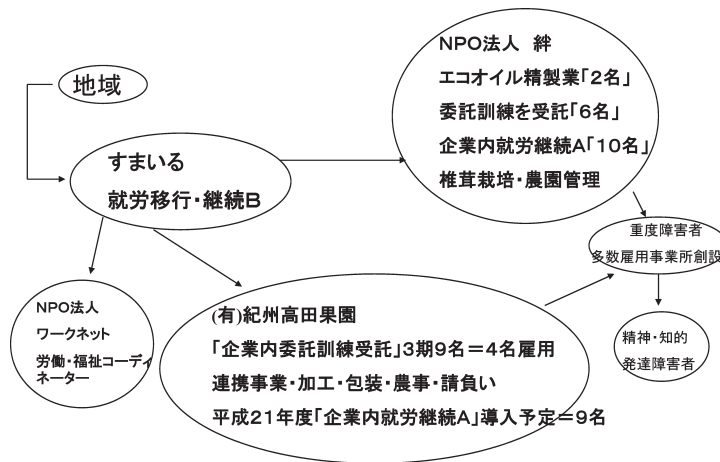 地域
すまいる
就労移行・継続B
NPO法人　絆
エコオイル精製業「2名」
委託訓練を受託「6名」
企業内就労継続A「10名」
椎茸栽培・農園管理
重度障害者
多数雇用事業所創設
精神・知的
発達障害者
NPO法人
ワークネット
労働・福祉コーディ
ネーター
(有)紀州高田果園
「企業内委託訓練受託」3期9名＝4名雇用
連携事業・加工・包装・農事・請負い
平成21年度「企業内就労継続A」導入予定＝9名